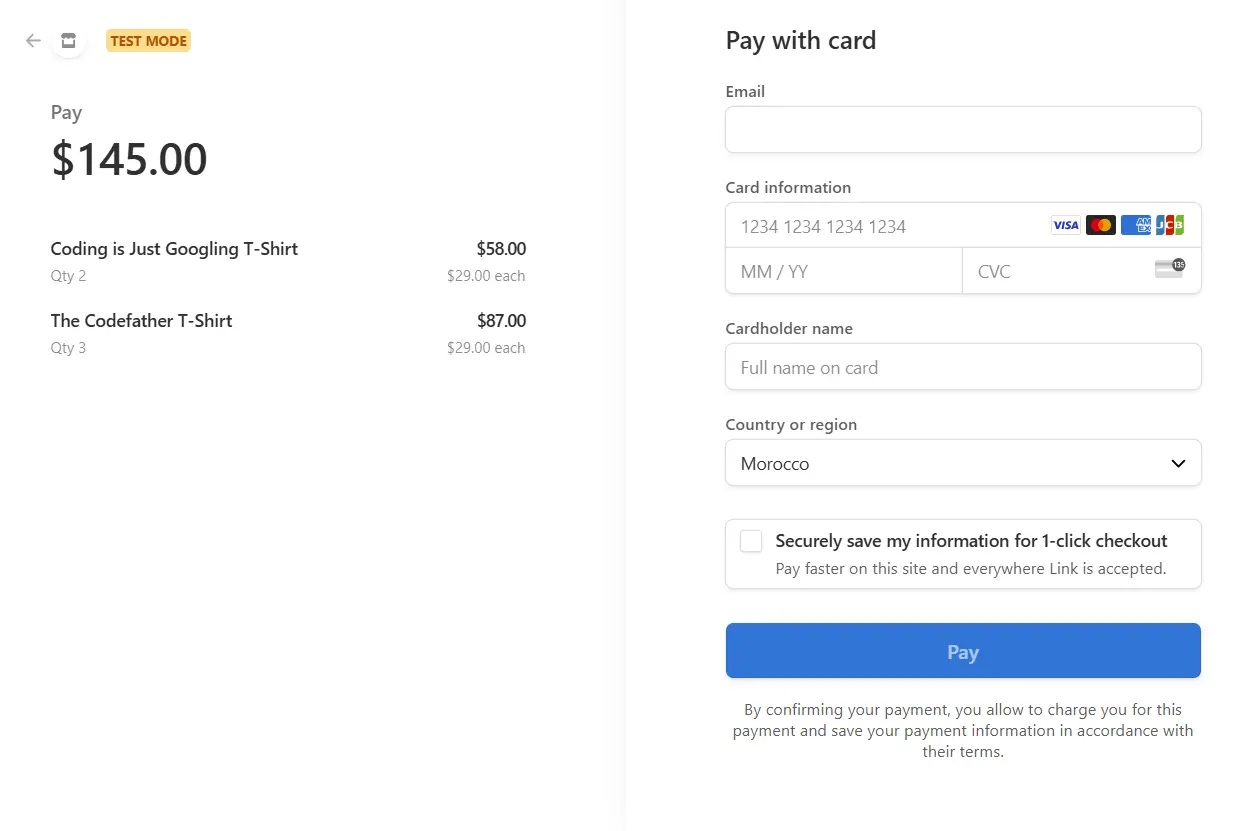 TEST MODE
Pay
$145.00
Coding is Just Googling T-Shirt $58.00
Qty 2 $29.00 each
The Codefather T-Shirt $87.00
Qty 3 $29.00 each
Pay with card
Email
Card information
1234 1234 1234 1234 VISA AMEX JCB
MM / YY CVC 135
Cardholder name
Full name on card
Country or region
Morocco
Securely save my information for 1-click checkout
Pay faster on this site and everywhere Link is accepted.
Pay
By confirming your payment, you allow to charge you for this
payment and save your payment information in accordance with
their terms.